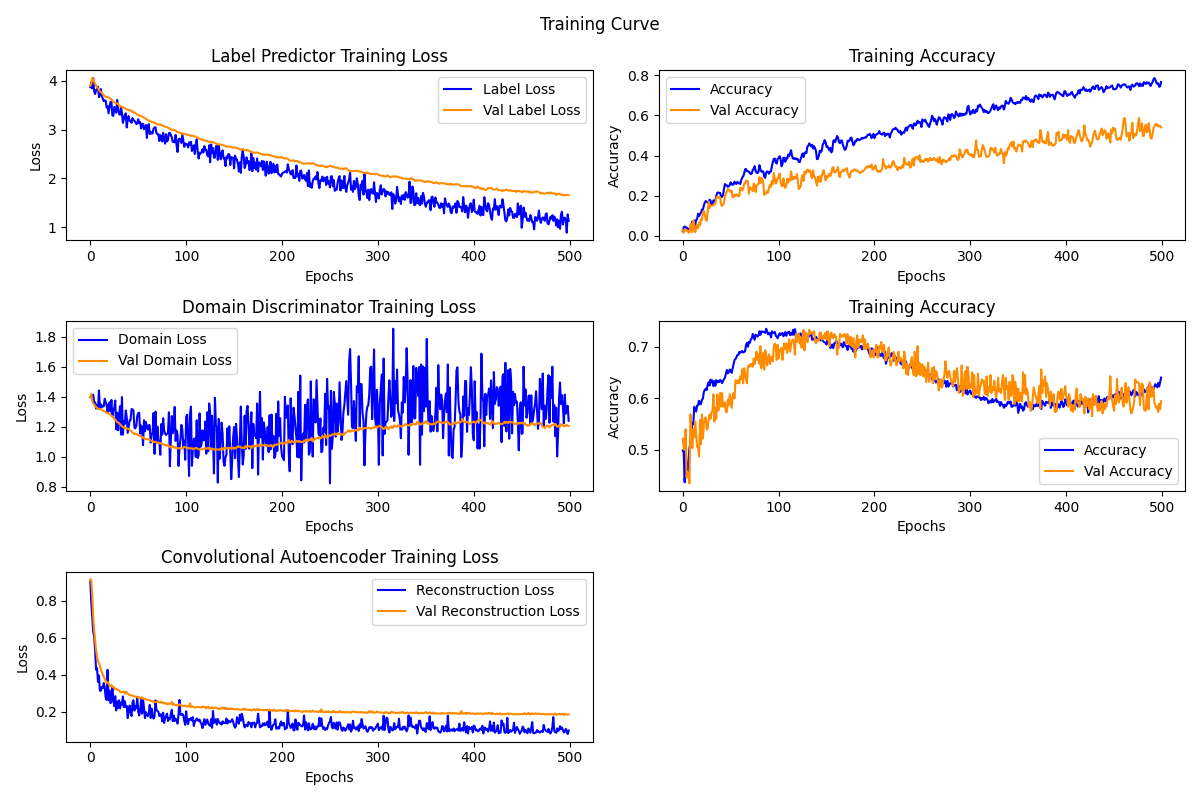 Training Curve
Label Predictor Training Loss
4
3
2
1
Loss
Label Loss
Val Label Loss
0 100 200 300 400 500
Epochs
Training Accuracy
0.8
0.6
0.4
0.2
0.0
Accuracy
Accuracy
Val Accuracy
0 100 200 300 400 500
Epochs
Domain Discriminator Training Loss
1.8
1.6
1.4
1.2
1.0
0.8
Loss
Domain Loss
Val Domain Loss
0 100 200 300 400 500
Epochs
Training Accuracy
0.7
0.6
0.5
Accuracy
Accuracy
Val Accuracy
0 100 200 300 400 500
Epochs
Convolutional Autoencoder Training Loss
0.8
0.6
0.4
0.2
Loss
Reconstruction Loss
Val Reconstruction Loss
0 100 200 300 400 500
Epochs